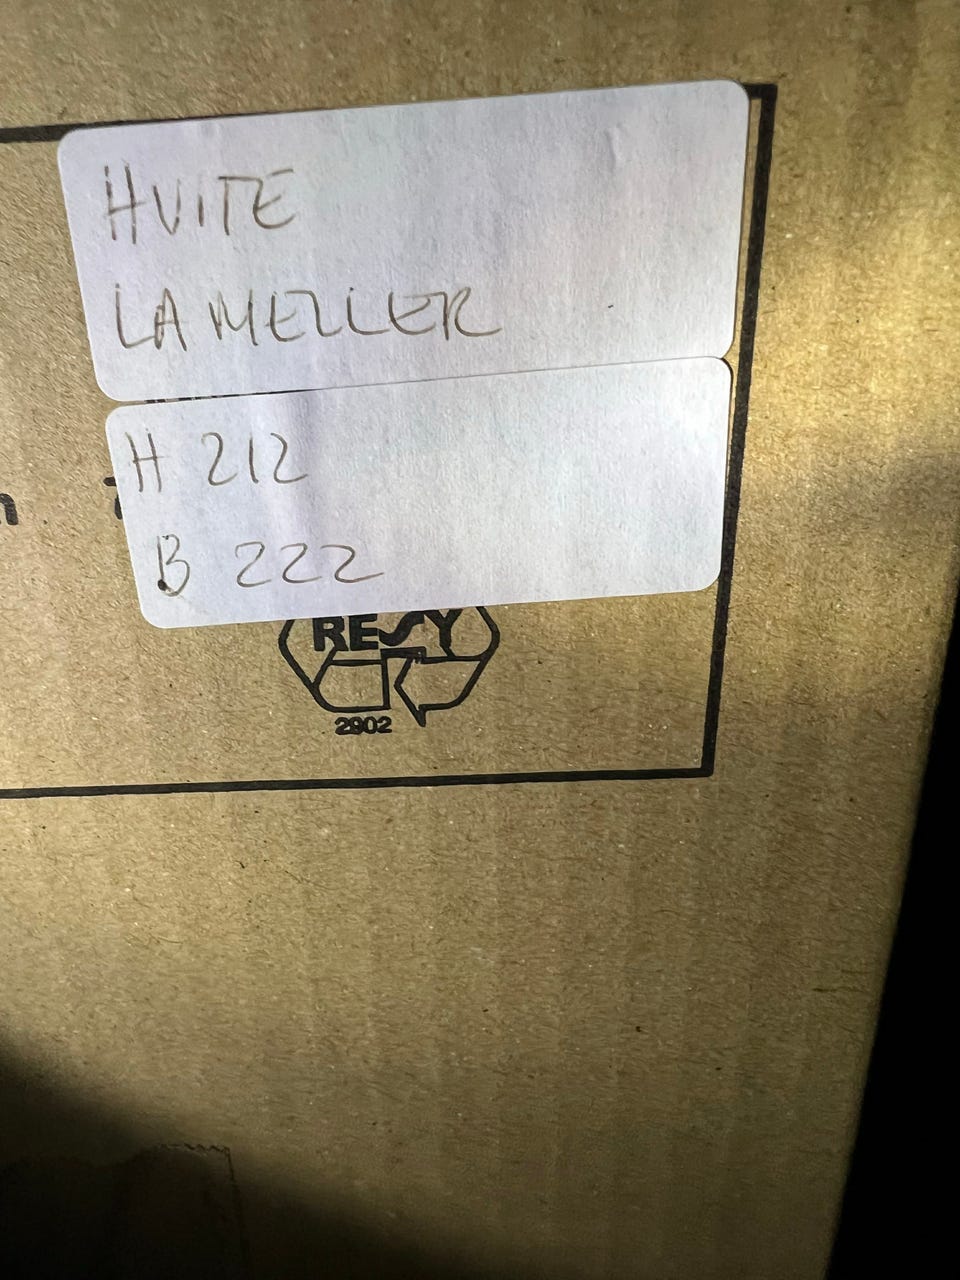 HVITE
LAMELLER
H 212
B 222
RESY
2902